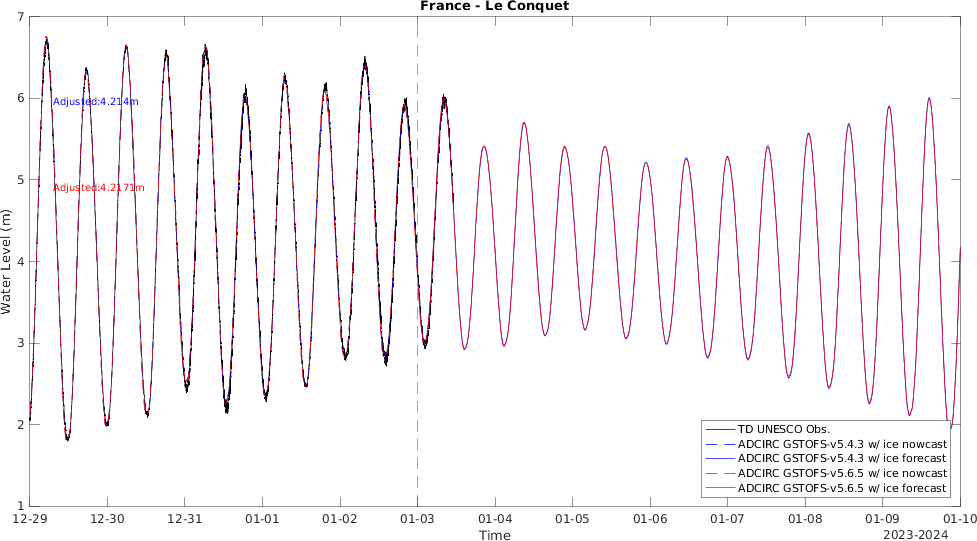 France - Le Conquet
7
6
5
4
3
2
1
Water Level (m)
Adjusted:4.214m
Adjusted:4.2171m
TD UNESCO Obs.
ADCIRC GSTOFS-v5.4.3 w/ ice nowcast
ADCIRC GSTOFS-v5.4.3 w/ ice forecast
ADCIRC GSTOFS-v5.6.5 w/ ice nowcast
ADCIRC GSTOFS-v5.6.5 w/ ice forecast
12-29 12-30 12-31 01-01 01-02 01-03 01-04 01-05 01-06 01-07 01-08 01-09 01-10
Time
2023-2024